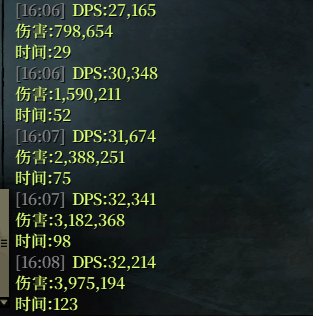 [16:06] DPS:27,165
伤害:798,654
时间:29
[16:06] DPS:30,348
伤害:1,590,211
时间:52
[16:07] DPS:31,674
伤害:2,388,251
时间:75
[16:07] DPS:32,341
伤害:3,182,368
时间:98
[16:08] DPS:32,214
伤害:3,975,194
时间:123